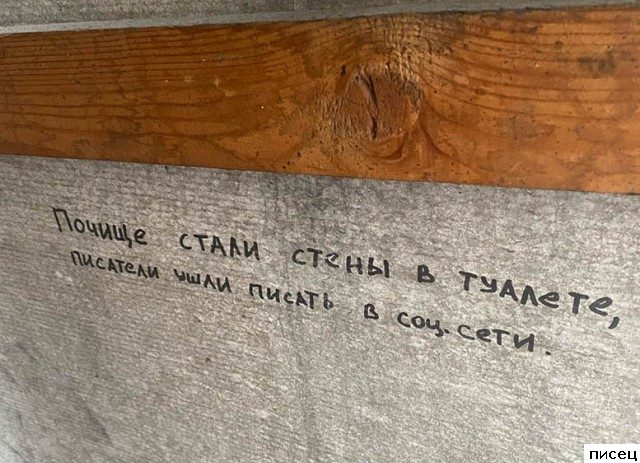 Почище стали стены в туалете,
писатели ушли писать в соц.сети.
писец